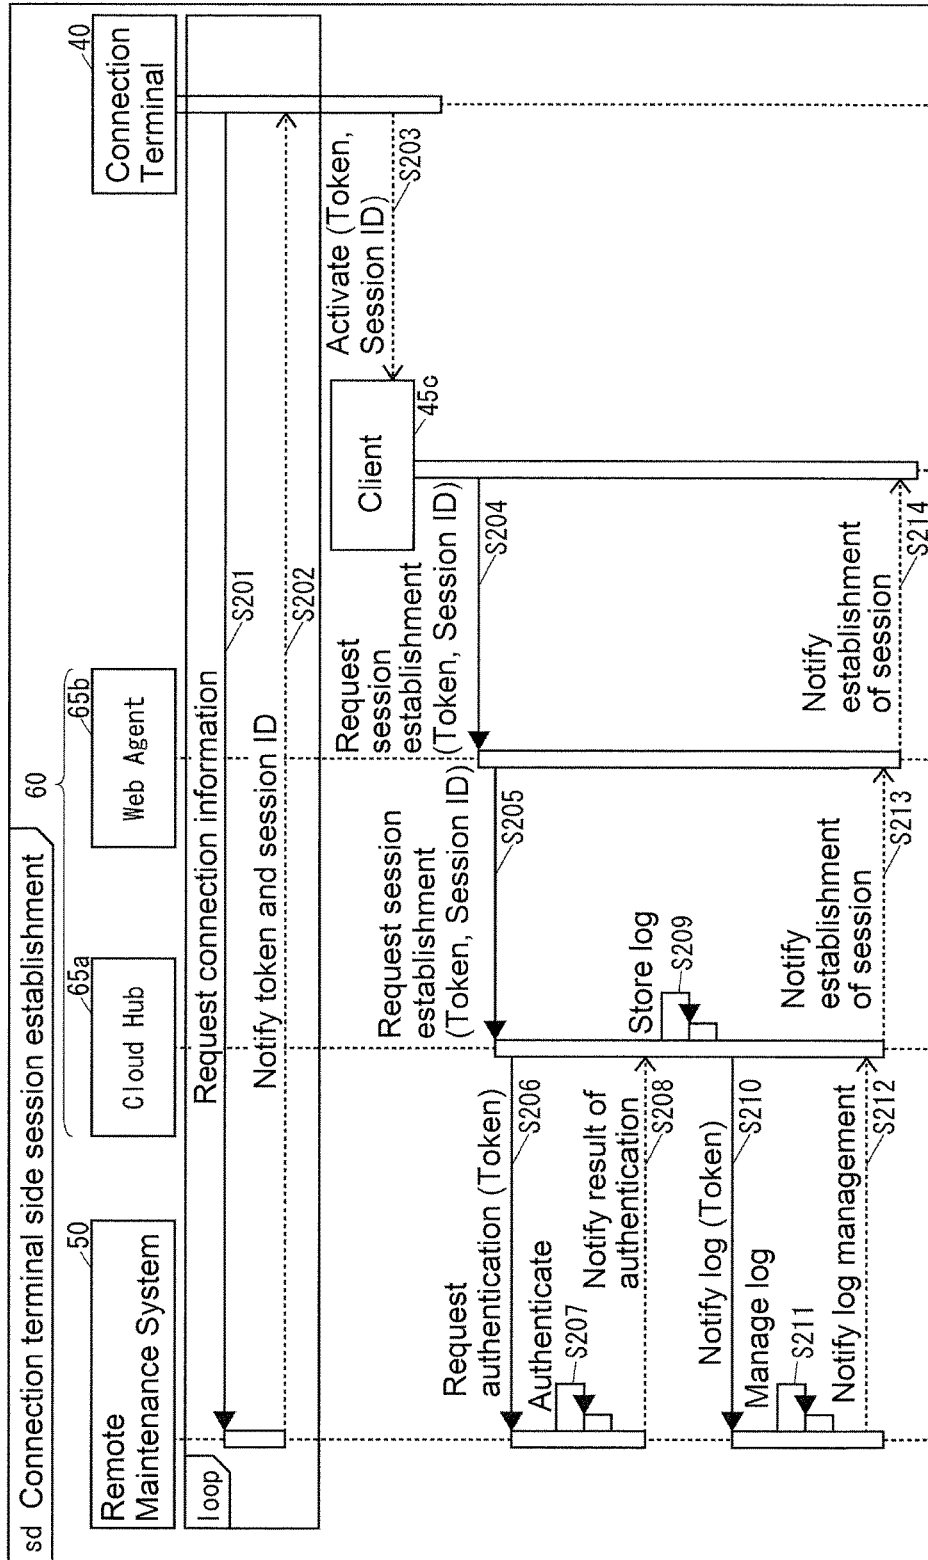 sd Connection terminal side session establishment
60
50
Remote
Maintenance System
65a
Cloud Hub
65b
Web Agent
40
Connection
Terminal
loop
Request connection information
S201
Notify token and session ID
S202
Activate (Token,
Session ID)
S203
Client
45c
Request
session
establishment
(Token, Session ID)
S204
Request session
establishment
(Token, Session ID)
S205
Request
authentication (Token)
S206
Authenticate
S207
Notify result of
authentication
S208
Store log
S209
Notify log (Token)
S210
Manage log
S211
Notify log management
S212
Notify
establishment
of session
S213
Notify
establishment
of session
S214